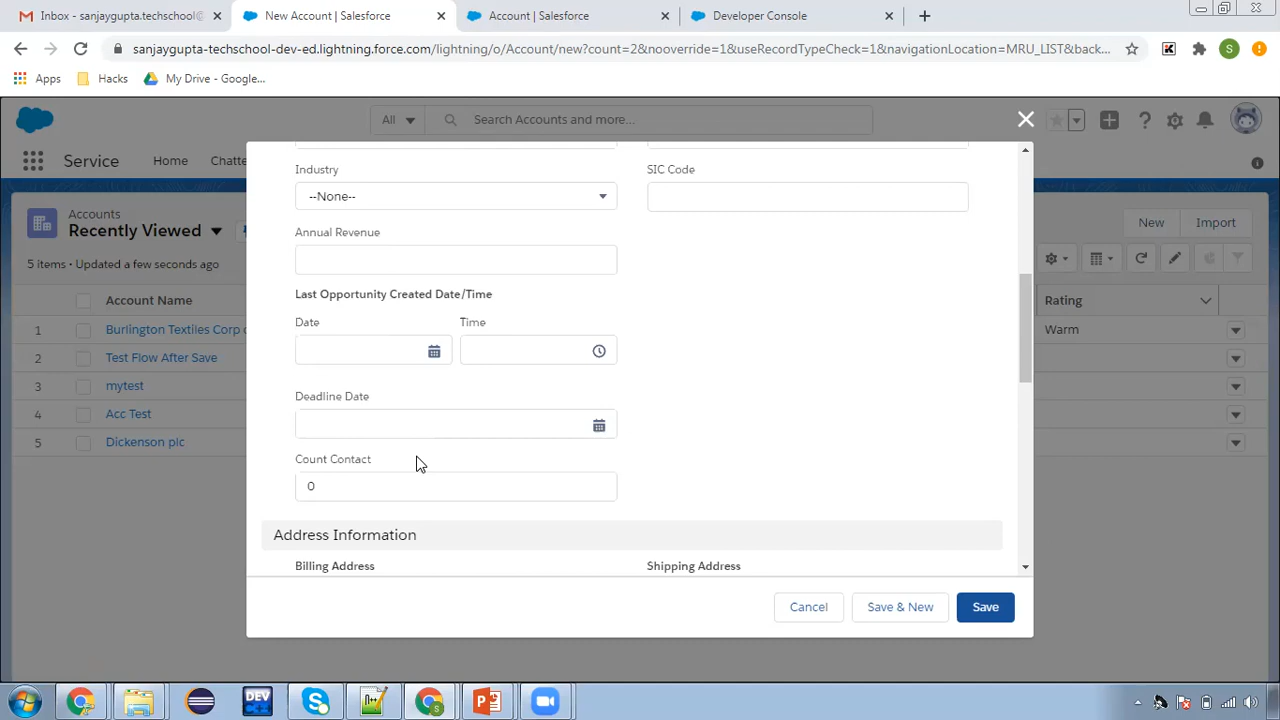 Inbox - sanjaygupta.techschool@
New Account | Salesforce
Account | Salesforce
Developer Console
sanjaygupta-techschool-dev-ed.lightning.force.com/lightning/o/Account/new?count=2&nooverride=1&useRecordTypeCheck=1&navigationLocation=MRU_LIST&back...
S
Apps
Hacks
My Drive - Google...
All
Search Accounts and more...
Service
Home
Chatte
Accounts
Recently Viewed
New
Import
5 items • Updated a few seconds ago
Account Name
Rating
1
Burlington Textiles Corp
Warm
2
Test Flow After Save
3
mytest
4
Acc Test
5
Dickenson plc
Industry
SIC Code
--None--
Annual Revenue
Last Opportunity Created Date/Time
Date
Time
Deadline Date
Count Contact
0
Address Information
Billing Address
Shipping Address
Cancel
Save & New
Save
DEV
C++